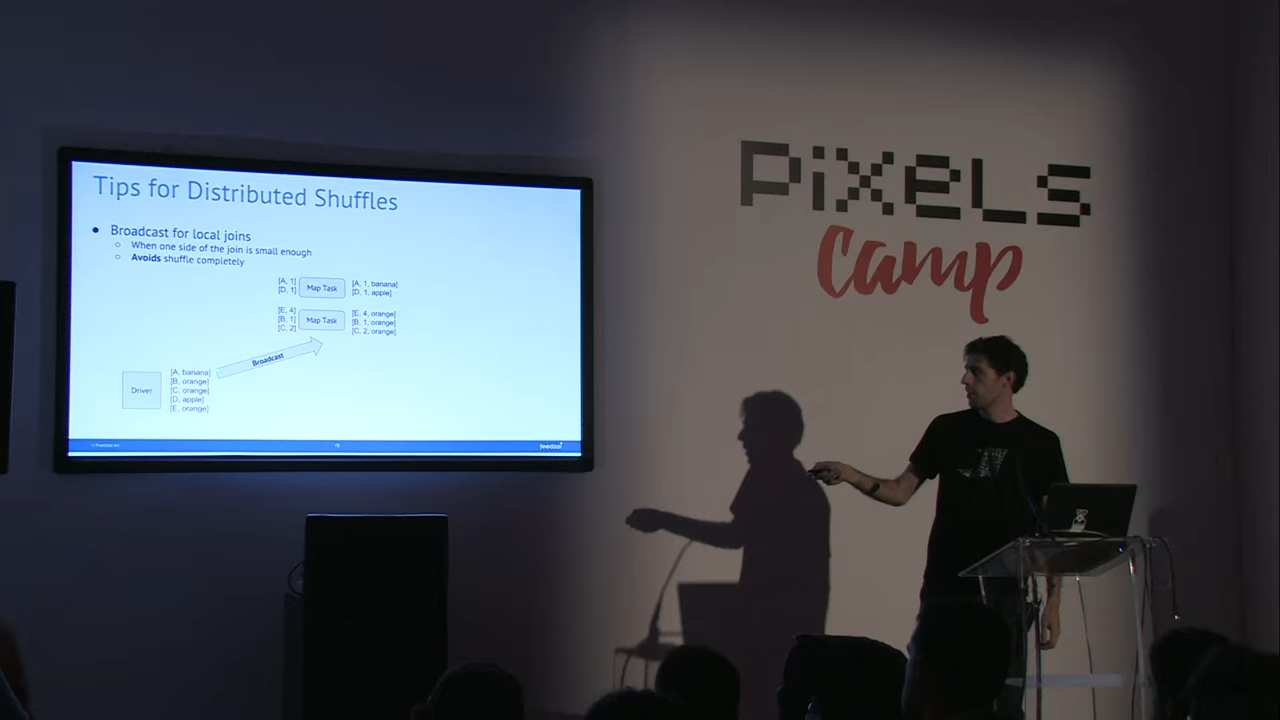 Tips for Distributed Shuffles
● Broadcast for local joins
○ When one side of the join is small enough
○ Avoids shuffle completely
[A, 1]
[D, 1]
Map Task
[A, 1, banana]
[D, 1, apple]
[E, 4]
[B, 1]
[C, 2]
Map Task
[E, 4, orange]
[B, 1, orange]
[C, 2, orange]
Broadcast
Driver
[A, banana]
[B, orange]
[C, orange]
[D, apple]
[E, orange]
15
feedzai
pixels
Camp